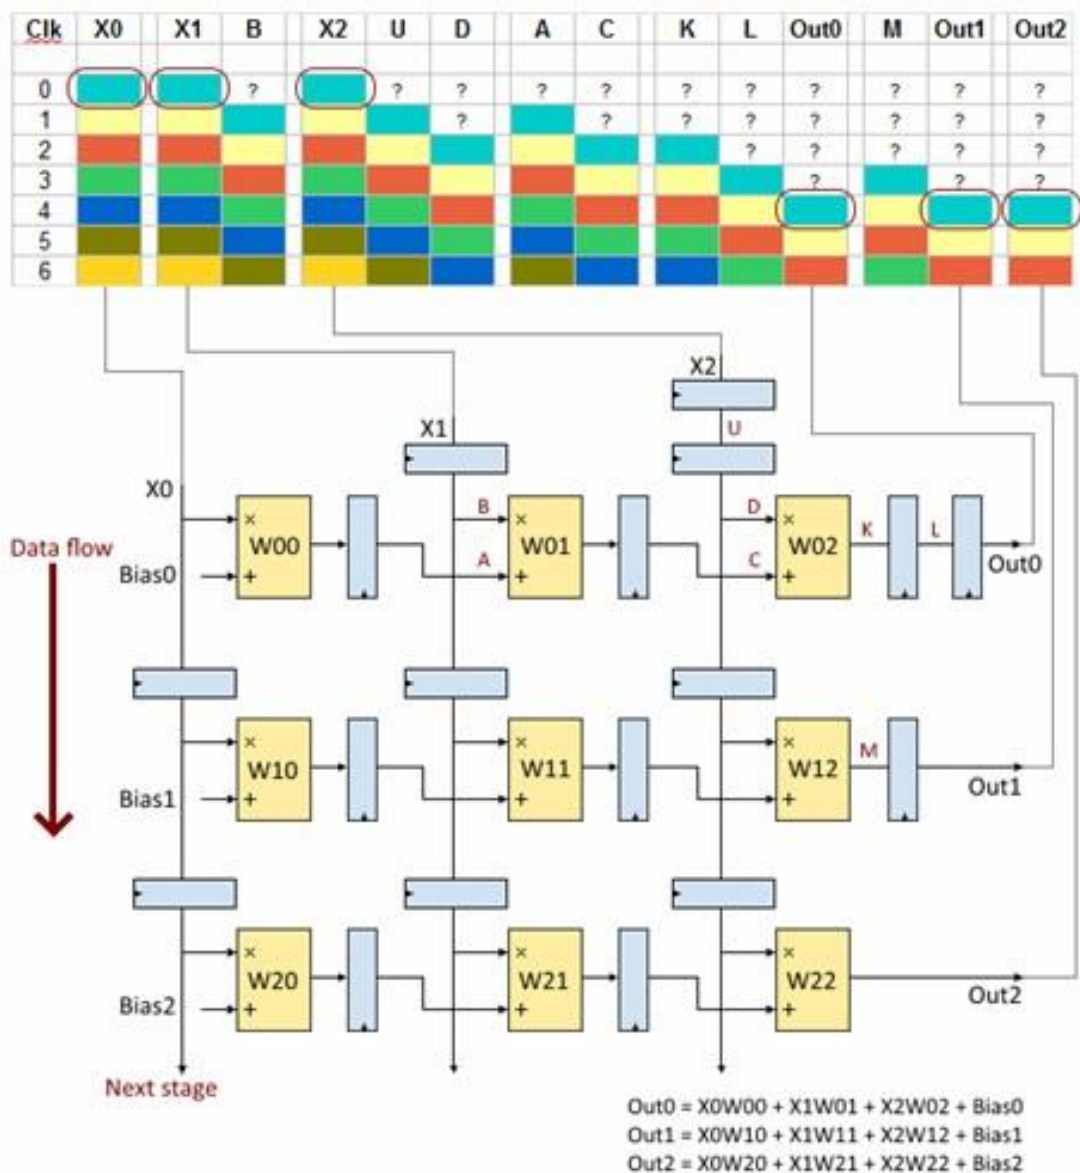 Clk X0 X1 B X2 U D A C K L Out0 M Out1 Out2
0 ? ? ? ? ? ? ? ? ? ? ?
1 ? ? ? ? ? ? ? ?
2 ? ? ? ? ?
3 ? ? ?
4
5
6
X2
X1
U
X0
B
D
K
L
×
×
×
Data flow
W00
W01
W02
Out0
A
C
Bias0
+
+
+
×
×
×
M
W10
W11
W12
Out1
Bias1
+
+
+
×
×
×
W20
W21
W22
Out2
Bias2
+
+
+
Next stage
Out0 = X0W00 + X1W01 + X2W02 + Bias0
Out1 = X0W10 + X1W11 + X2W12 + Bias1
Out2 = X0W20 + X1W21 + X2W22 + Bias2